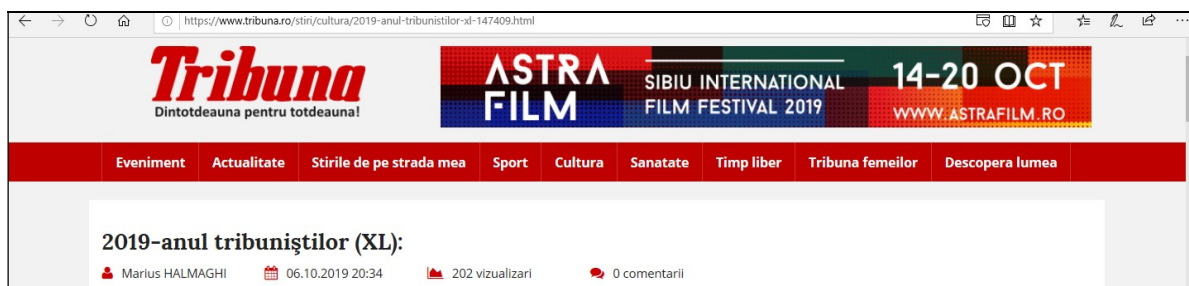 https://www.tribuna.ro/stiri/cultura/2019-anul-tribunistilor-xl-147409.html
Tribuna
Dintotdeauna pentru totdeauna!
ASTRA
FILM
SIBIU INTERNATIONAL
FILM FESTIVAL 2019
14-20 OCT
WWW.ASTRAFILM.RO
Eveniment Actualitate Stirile de pe strada mea Sport Cultura Sanatate Timp liber Tribuna femeilor Descopera lumea
2019-anul tribuniştilor (XL):
Marius HALMAGHI 06.10.2019 20:34 202 vizualizari 0 comentarii